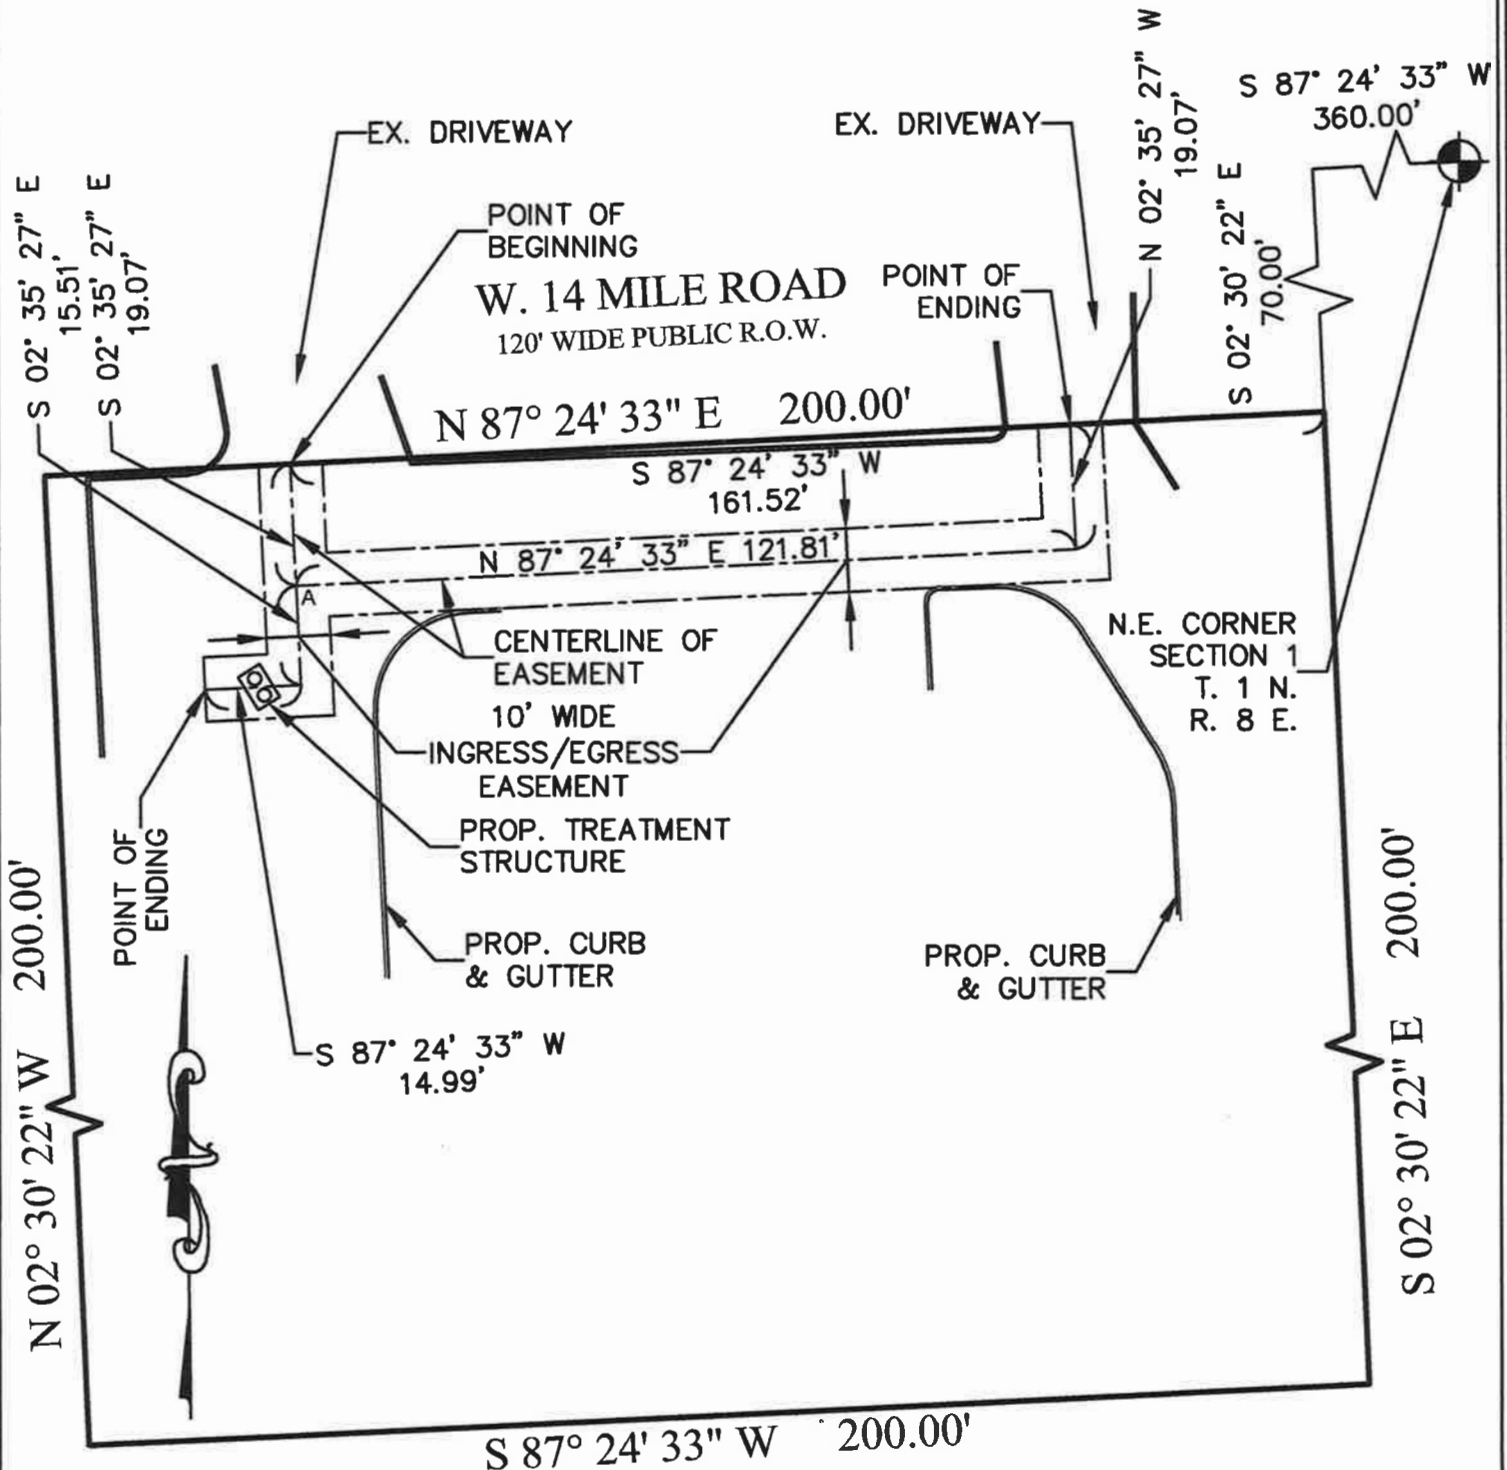 S 87° 24' 33" W
360.00'
N 02° 35' 27" W
19.07'
EX. DRIVEWAY
EX. DRIVEWAY
S 02° 35' 27" E
15.51'
S 02° 35' 27" E
19.07'
POINT OF
BEGINNING
W. 14 MILE ROAD
120' WIDE PUBLIC R.O.W.
POINT OF
ENDING
S 02° 30' 22" E
70.00'
N 87° 24' 33" E 200.00'
S 87° 24' 33" W
161.52'
N 87° 24' 33" E 121.81'
A
CENTERLINE OF
EASEMENT
N.E. CORNER
SECTION 1
T. 1 N.
R. 8 E.
10' WIDE
INGRESS/EGRESS
EASEMENT
PROP. TREATMENT
STRUCTURE
POINT OF
ENDING
PROP. CURB
& GUTTER
PROP. CURB
& GUTTER
S 87° 24' 33" W
14.99'
N 02° 30' 22" W 200.00'
S 02° 30' 22" E 200.00'
S 87° 24' 33" W 200.00'